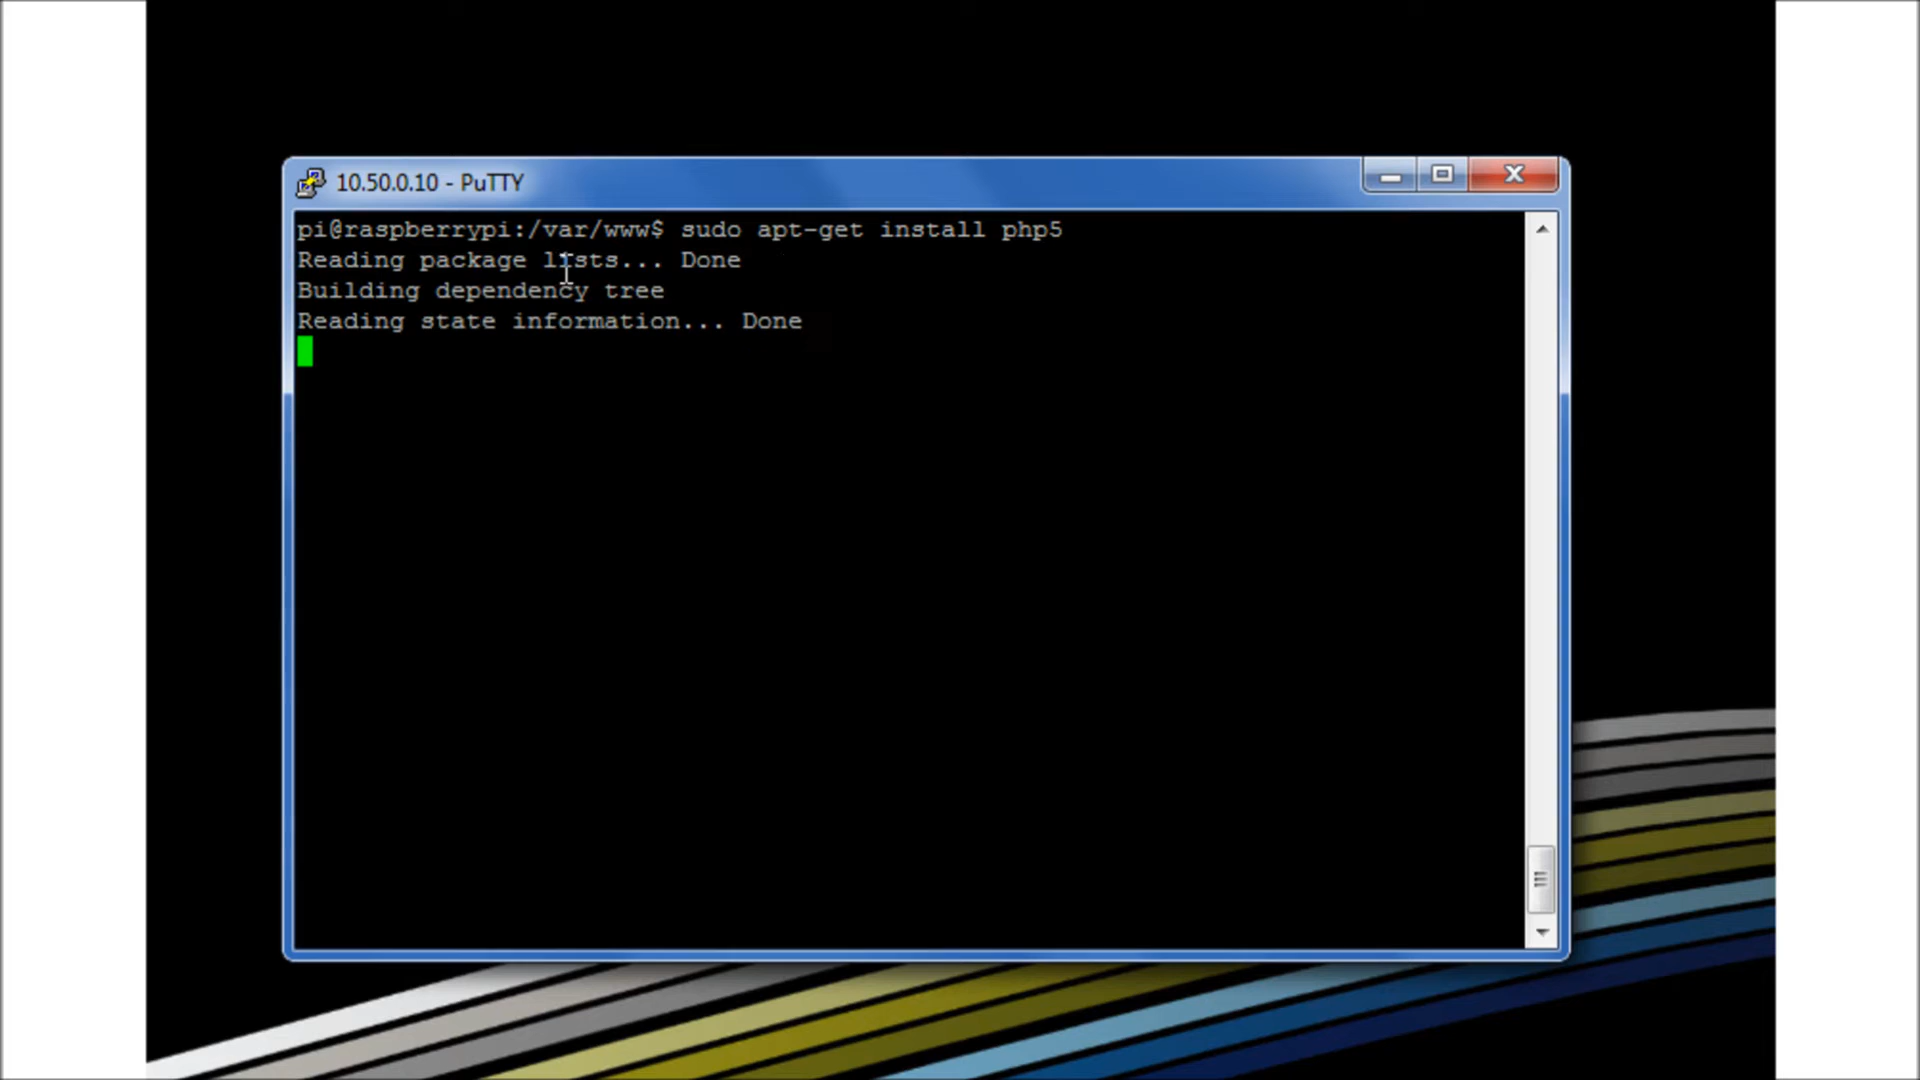 10.50.0.10 - PuTTY
pi@raspberrypi:/var/www$ sudo apt-get install php5
Reading package lists... Done
Building dependency tree
Reading state information... Done